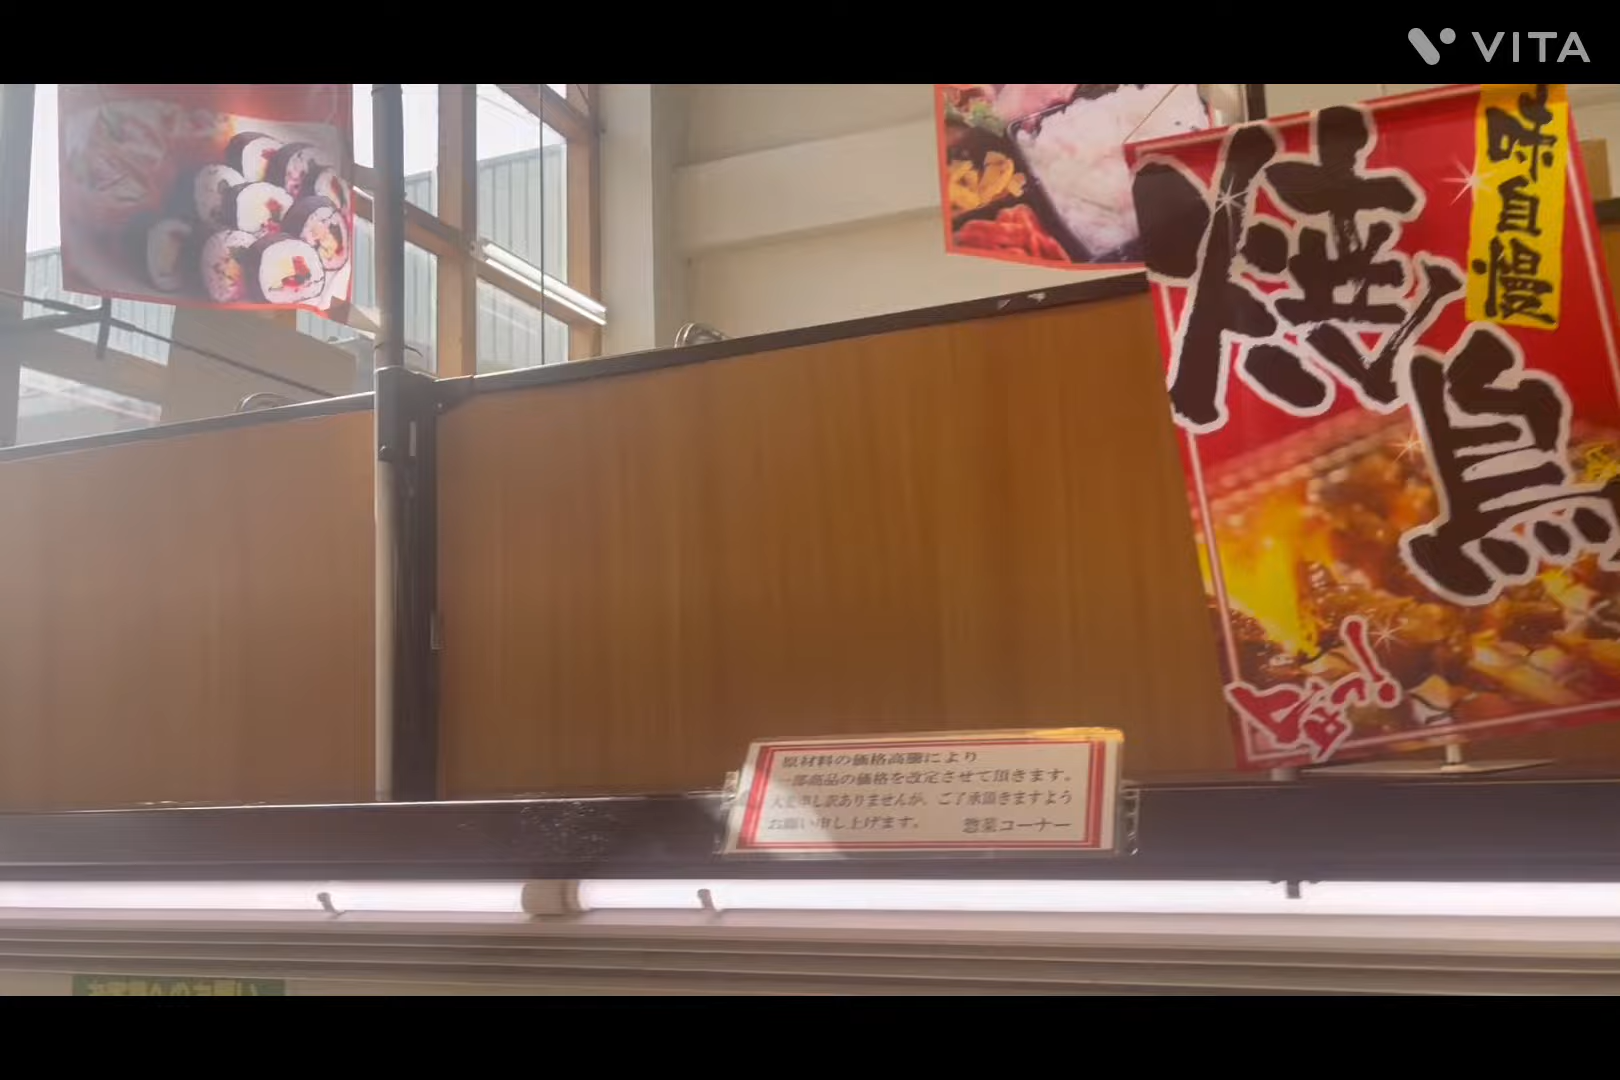 VITA
味自慢
焼鳥
原材料の価格高騰により
一部商品の価格を改定させて頂きます。
大変申し訳ありませんが、ご了承頂きますよう
お願い申し上げます。 惣菜コーナー